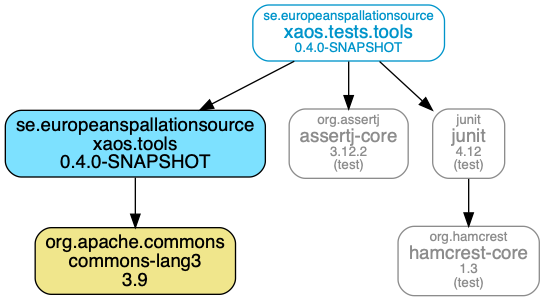 se.europeanspallationsource
xaos.tests.tools
0.4.0-SNAPSHOT
se.europeanspallationsource
xaos.tools
0.4.0-SNAPSHOT
org.assertj
assertj-core
3.12.2
(test)
junit
junit
4.12
(test)
org.apache.commons
commons-lang3
3.9
org.hamcrest
hamcrest-core
1.3
(test)